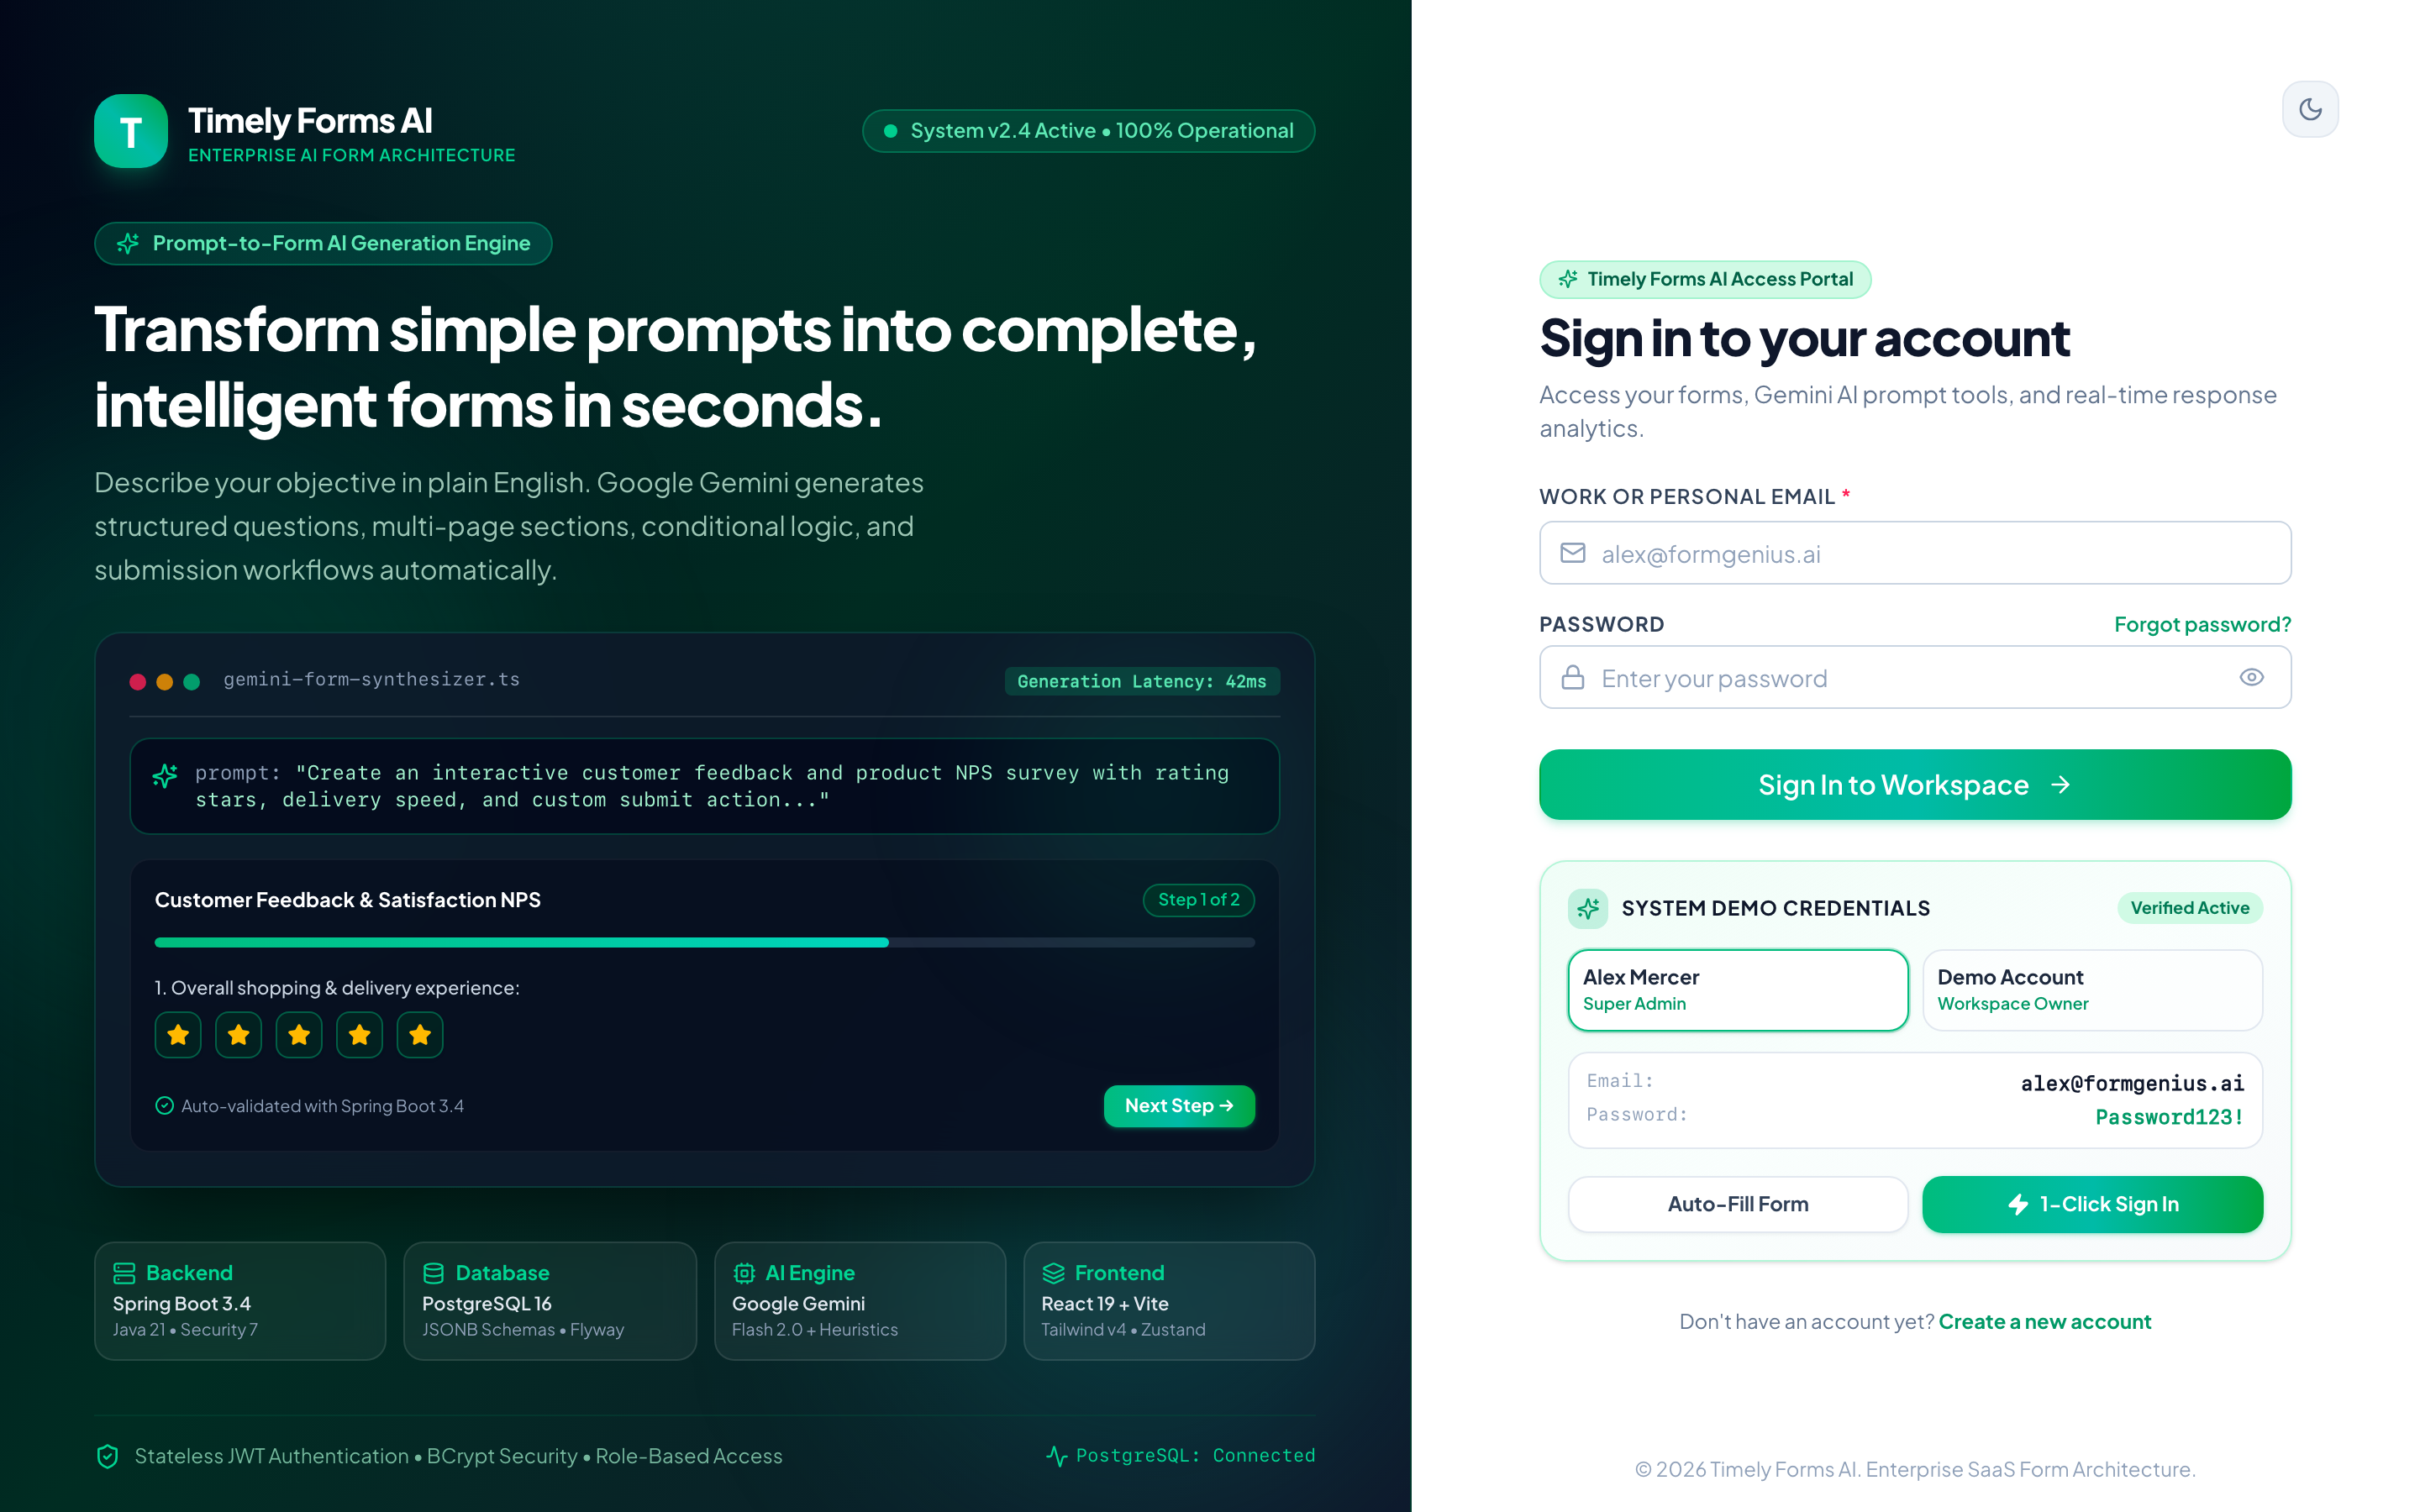 T
Timely Forms AI
ENTERPRISE AI FORM ARCHITECTURE
System v2.4 Active • 100% Operational
Prompt-to-Form AI Generation Engine
Transform simple prompts into complete,
intelligent forms in seconds.
Describe your objective in plain English. Google Gemini generates
structured questions, multi-page sections, conditional logic, and
submission workflows automatically.
gemini-form-synthesizer.ts
Generation Latency: 42ms
prompt: "Create an interactive customer feedback and product NPS survey with rating
stars, delivery speed, and custom submit action..."
Customer Feedback & Satisfaction NPS
Step 1 of 2
1. Overall shopping & delivery experience:
Auto-validated with Spring Boot 3.4
Next Step →
Backend
Spring Boot 3.4
Java 21 • Security 7
Database
PostgreSQL 16
JSONB Schemas • Flyway
AI Engine
Google Gemini
Flash 2.0 + Heuristics
Frontend
React 19 + Vite
Tailwind v4 • Zustand
Stateless JWT Authentication • BCrypt Security • Role-Based Access
PostgreSQL: Connected
Timely Forms AI Access Portal
Sign in to your account
Access your forms, Gemini AI prompt tools, and real-time response
analytics.
WORK OR PERSONAL EMAIL *
alex@formgenius.ai
PASSWORD
Forgot password?
Enter your password
Sign In to Workspace →
SYSTEM DEMO CREDENTIALS
Verified Active
Alex Mercer
Super Admin
Demo Account
Workspace Owner
Email: alex@formgenius.ai
Password: Password123!
Auto-Fill Form
1-Click Sign In
Don't have an account yet? Create a new account
© 2026 Timely Forms AI. Enterprise SaaS Form Architecture.